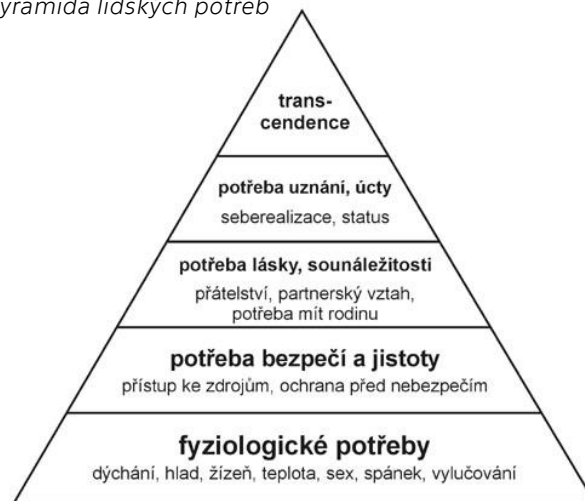 yramida lidských potřeb
trans-
cendence
potřeba uznání, úcty
seberealizace, status
potřeba lásky, sounáležitosti
přátelství, partnerský vztah,
potřeba mít rodinu
potřeba bezpečí a jistoty
přístup ke zdrojům, ochrana před nebezpečím
fyziologické potřeby
dýchání, hlad, žízeň, teplota, sex, spánek, vylučování